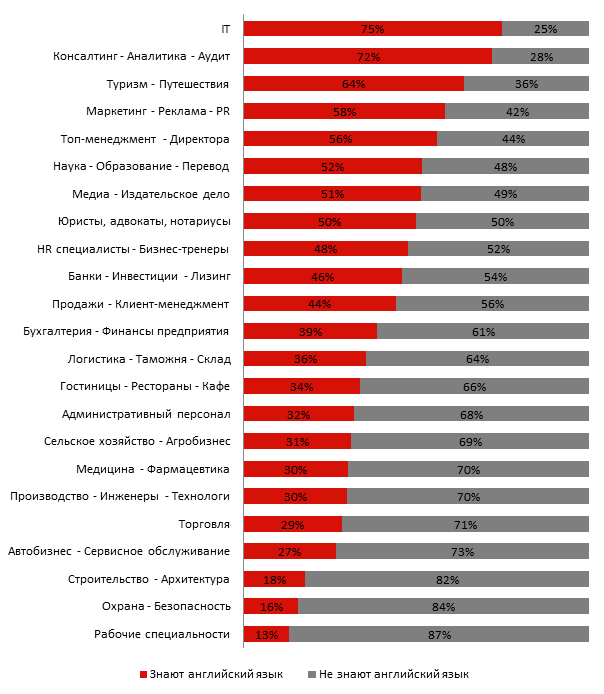 IT 75% 25%
Консалтинг - Аналитика - Аудит 72% 28%
Туризм - Путешествия 64% 36%
Маркетинг - Реклама - PR 58% 42%
Топ-менеджмент - Директора 56% 44%
Наука - Образование - Перевод 52% 48%
Медиа - Издательское дело 51% 49%
Юристы, адвокаты, нотариусы 50% 50%
HR специалисты - Бизнес-тренеры 48% 52%
Банки - Инвестиции - Лизинг 46% 54%
Продажи - Клиент-менеджмент 44% 56%
Бухгалтерия - Финансы предприятия 39% 61%
Логистика - Таможня - Склад 36% 64%
Гостиницы - Рестораны - Кафе 34% 66%
Административный персонал 32% 68%
Сельское хозяйство - Агробизнес 31% 69%
Медицина - Фармацевтика 30% 70%
Производство - Инженеры - Технологи 30% 70%
Торговля 29% 71%
Автобизнес - Сервисное обслуживание 27% 73%
Строительство - Архитектура 18% 82%
Охрана - Безопасность 16% 84%
Рабочие специальности 13% 87%
Знают английский язык Не знают английский язык